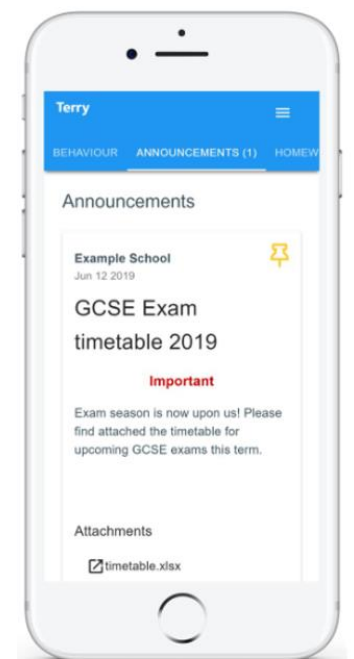 Terry
BEHAVIOUR ANNOUNCEMENTS (1) HOMEW
Announcements
Example School
Jun 12 2019
GCSE Exam
timetable 2019
Important
Exam season is now upon us! Please
find attached the timetable for
upcoming GCSE exams this term.
Attachments
timetable.xlsx